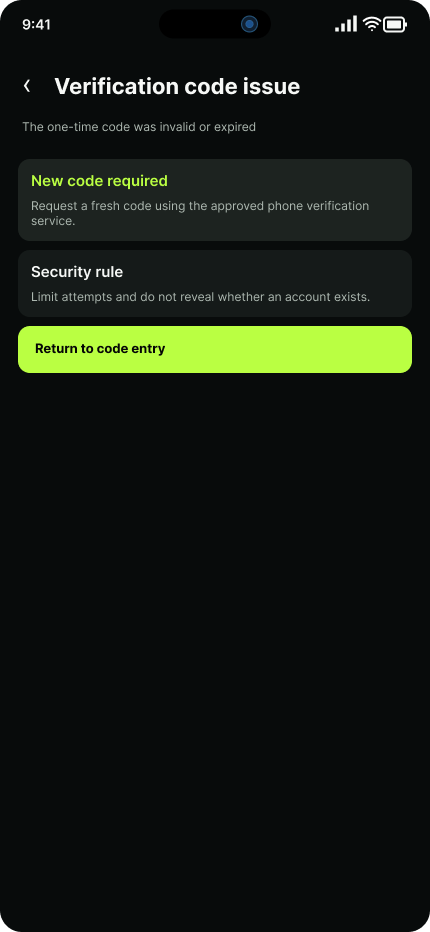 9:41
Verification code issue
The one-time code was invalid or expired
New code required
Request a fresh code using the approved phone verification
service.
Security rule
Limit attempts and do not reveal whether an account exists.
Return to code entry